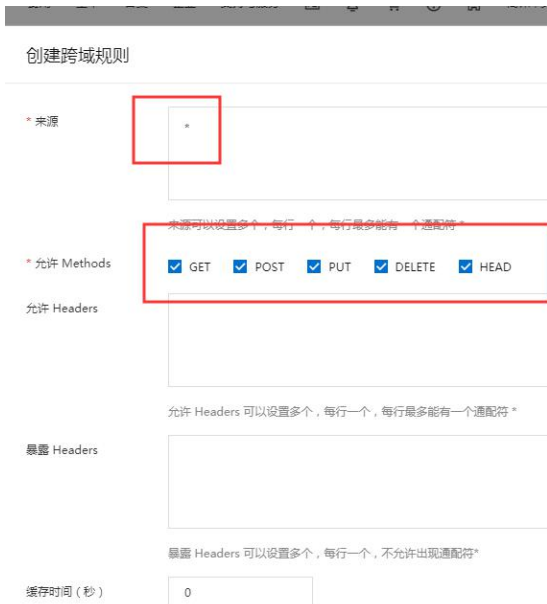 创建跨域规则
* 来源
*
来源可以设置多个，每行一个，每行最多能有一个通配符 *
* 允许 Methods
GET POST PUT DELETE HEAD
允许 Headers
允许 Headers 可以设置多个，每行一个，每行最多能有一个通配符 *
暴露 Headers
暴露 Headers 可以设置多个，每行一个，不允许出现通配符*
缓存时间（秒）
0